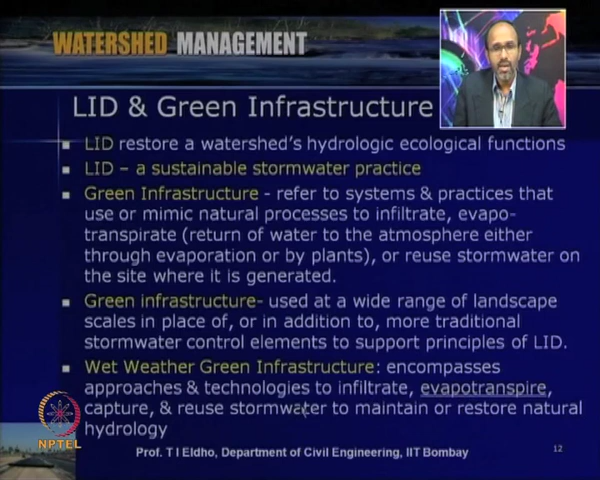 WATERSHED MANAGEMENT
LID & Green Infrastructure
LID restore a watershed's hydrologic ecological functions
LID – a sustainable stormwater practice
Green Infrastructure - refer to systems & practices that
use or mimic natural processes to infiltrate, evapo-
transpirate (return of water to the atmosphere either
through evaporation or by plants), or reuse stormwater on
the site where it is generated.
Green infrastructure- used at a wide range of landscape
scales in place of, or in addition to, more traditional
stormwater control elements to support principles of LID.
Wet Weather Green Infrastructure: encompasses
approaches & technologies to infiltrate, evapotranspire,
capture, & reuse stormwater to maintain or restore natural
hydrology
NPTEL
Prof. T I Eldho, Department of Civil Engineering, IIT Bombay
12